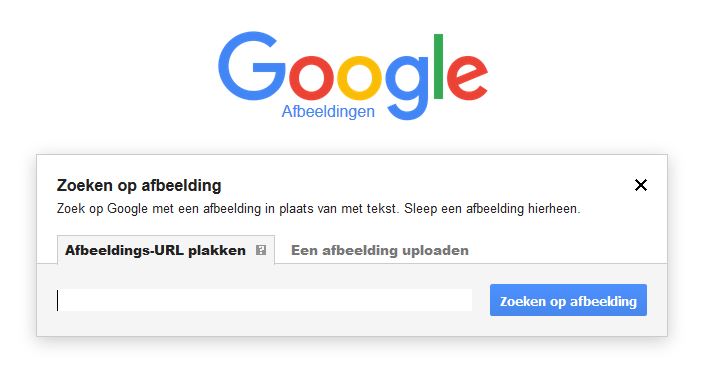 Google
Afbeeldingen
Zoeken op afbeelding
Zoek op Google met een afbeelding in plaats van met tekst. Sleep een afbeelding hierheen.
Afbeeldings-URL plakken ? Een afbeelding uploaden
Zoeken op afbeelding